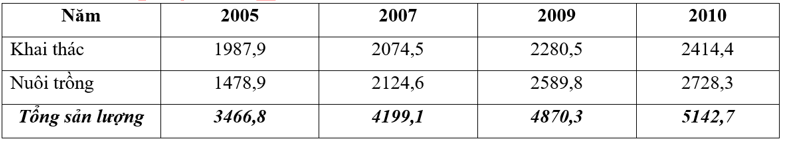 Năm 2005 2007 2009 2010
Khai thác 1987,9 2074,5 2280,5 2414,4
Nuôi trồng 1478,9 2124,6 2589,8 2728,3
Tổng sản lượng 3466,8 4199,1 4870,3 5142,7